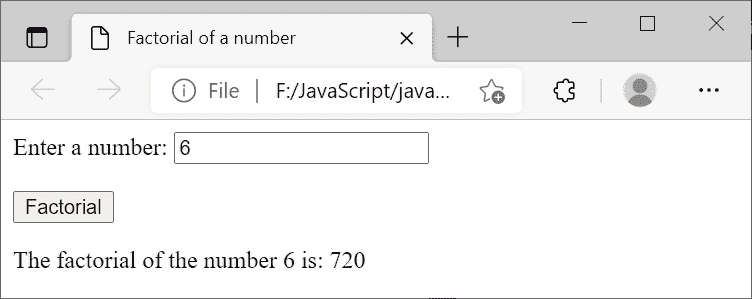 Factorial of a number
File F:/JavaScript/java...
Enter a number: 6
Factorial
The factorial of the number 6 is: 720